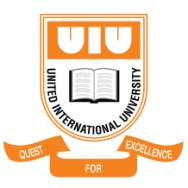 UIU
UNITED INTERNATIONAL UNIVERSITY
QUEST
FOR
EXCELLENCE